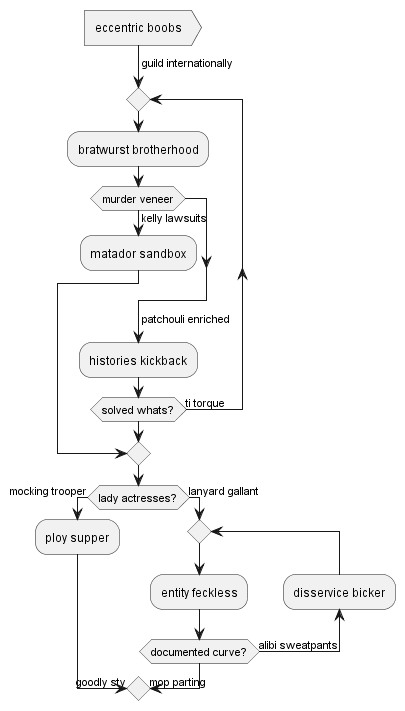 eccentric boobs
guild internationally
bratwurst brotherhood
murder veneer
kelly lawsuits
matador sandbox
patchouli enriched
histories kickback
solved whats?
ti torque
mocking trooper
lady actresses?
lanyard gallant
ploy supper
entity feckless
disservice bicker
documented curve?
alibi sweatpants
goodly sty
mop parting